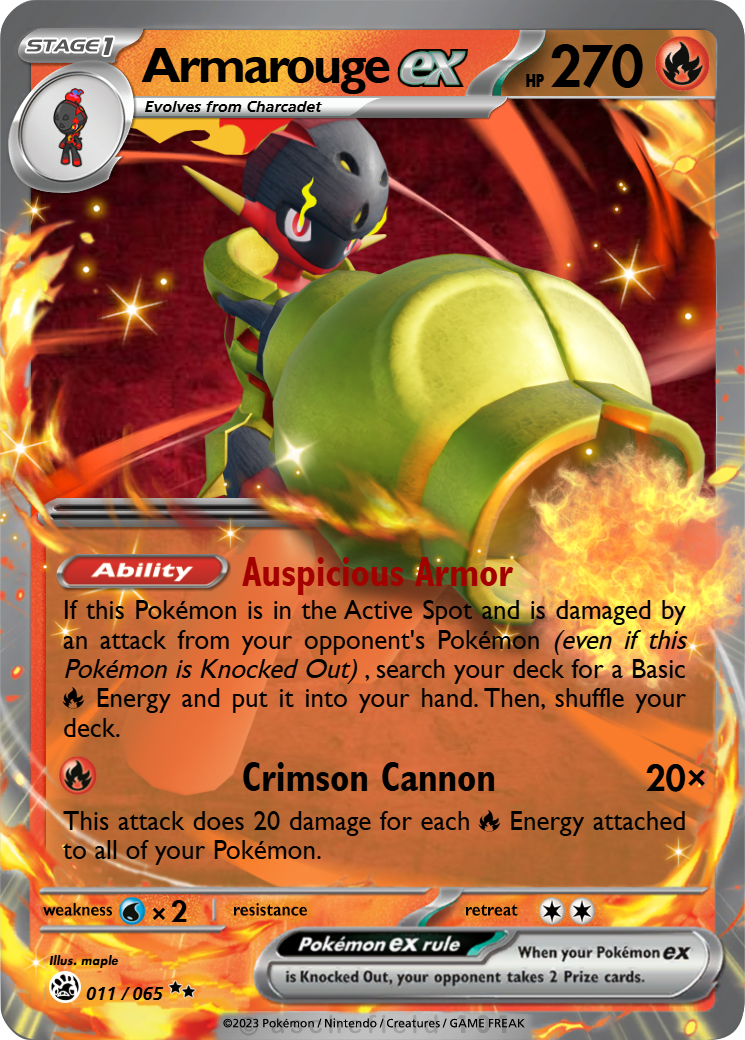 STAGE1
Armarouge ex
HP 270
Evolves from Charcadet
Ability Auspicious Armor
If this Pokémon is in the Active Spot and is damaged by
an attack from your opponent's Pokémon (even if this
Pokémon is Knocked Out) , search your deck for a Basic
Energy and put it into your hand. Then, shuffle your
deck.
Crimson Cannon 20×
This attack does 20 damage for each Energy attached
to all of your Pokémon.
weakness ×2 resistance retreat
Illus. maple
011 / 065
Pokémon ex rule
When your Pokémon ex
is Knocked Out, your opponent takes 2 Prize cards.
©2023 Pokémon / Nintendo / Creatures / GAME FREAK